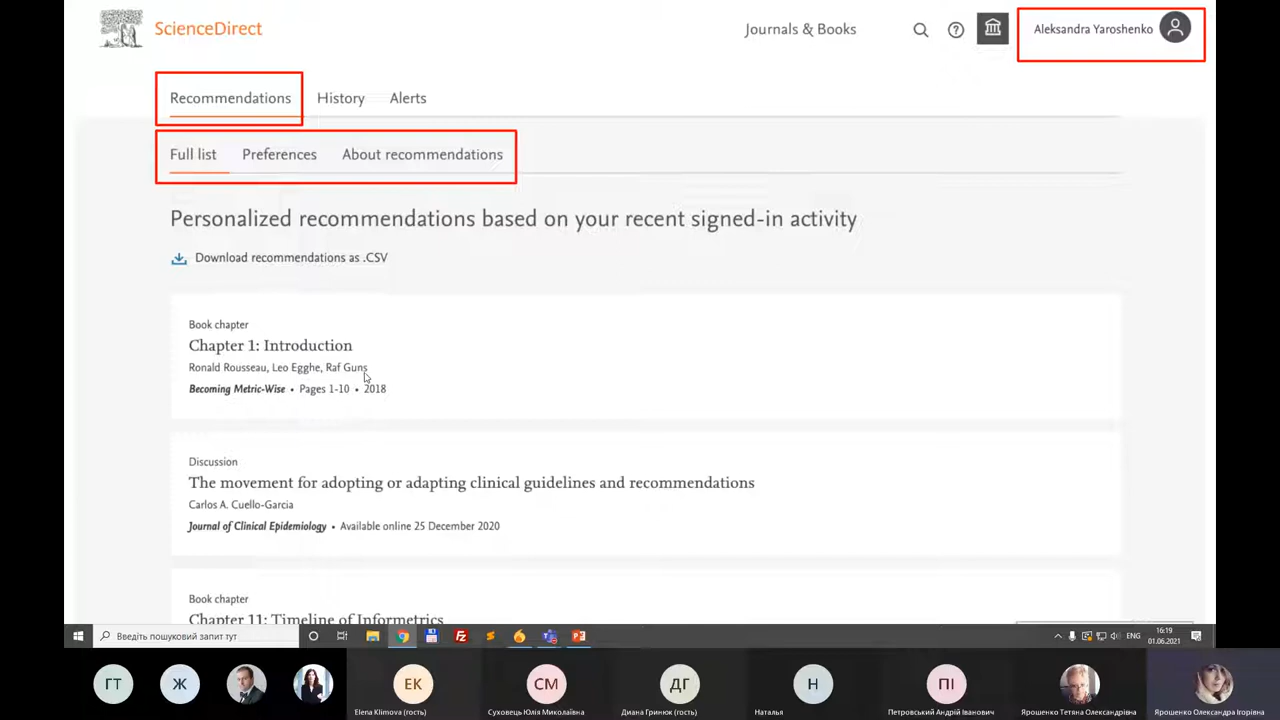 ScienceDirect
Journals & Books
Aleksandra Yaroshenko
Recommendations History Alerts
Full list Preferences About recommendations
Personalized recommendations based on your recent signed-in activity
Download recommendations as .CSV
Book chapter
Chapter 1: Introduction
Ronald Rousseau, Leo Egghe, Raf Guns
Becoming Metric-Wise • Pages 1-10 • 2018
Discussion
The movement for adopting or adapting clinical guidelines and recommendations
Carlos A. Cuello-Garcia
Journal of Clinical Epidemiology • Available online 25 December 2020
Book chapter
Chapter 11: Timeline of Informetrics
Введіть пошуковий запит тут
ENG
16:19
01.06.2021
ГТ Ж ЕК СМ ДГ Н ПІ
Elena Klimova (гость) Суховець Юлія Миколаївна Диана Гринюк (гость) Наталья Петровський Андрій Іванович Ярошенко Тетяна Олександрівна Ярошенко Олександра Ігорівна